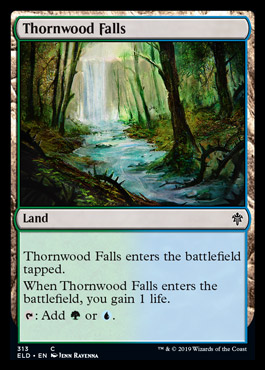 Thornwood Falls
Land
Thornwood Falls enters the battlefield
tapped.
When Thornwood Falls enters the
battlefield, you gain 1 life.
: Add or .
313 C
ELD • EN Jenn Ravenna
™ & © 2019 Wizards of the Coast